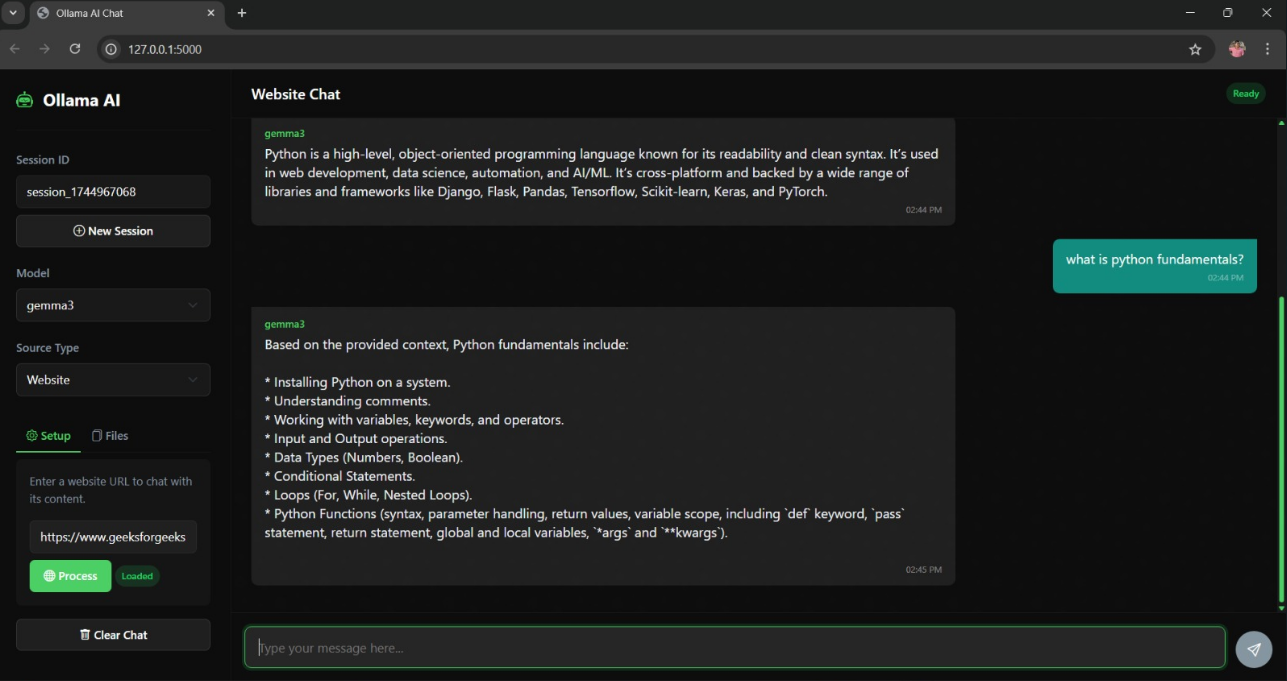 Ollama AI Chat
127.0.0.1:5000
Ollama AI
Session ID
session_1744967068
New Session
Model
gemma3
Source Type
Website
Setup Files
Enter a website URL to chat with
its content.
https://www.geeksforgeeks
Process Loaded
Clear Chat
Website Chat
Ready
gemma3
Python is a high-level, object-oriented programming language known for its readability and clean syntax. It's used
in web development, data science, automation, and AI/ML. It's cross-platform and backed by a wide range of
libraries and frameworks like Django, Flask, Pandas, Tensorflow, Scikit-learn, Keras, and PyTorch.
02:44 PM
what is python fundamentals?
02:44 PM
gemma3
Based on the provided context, Python fundamentals include:
* Installing Python on a system.
* Understanding comments.
* Working with variables, keywords, and operators.
* Input and Output operations.
* Data Types (Numbers, Boolean).
* Conditional Statements.
* Loops (For, While, Nested Loops).
* Python Functions (syntax, parameter handling, return values, variable scope, including `def` keyword, `pass`
statement, return statement, global and local variables, `*args` and `**kwargs`).
02:45 PM
Type your message here...